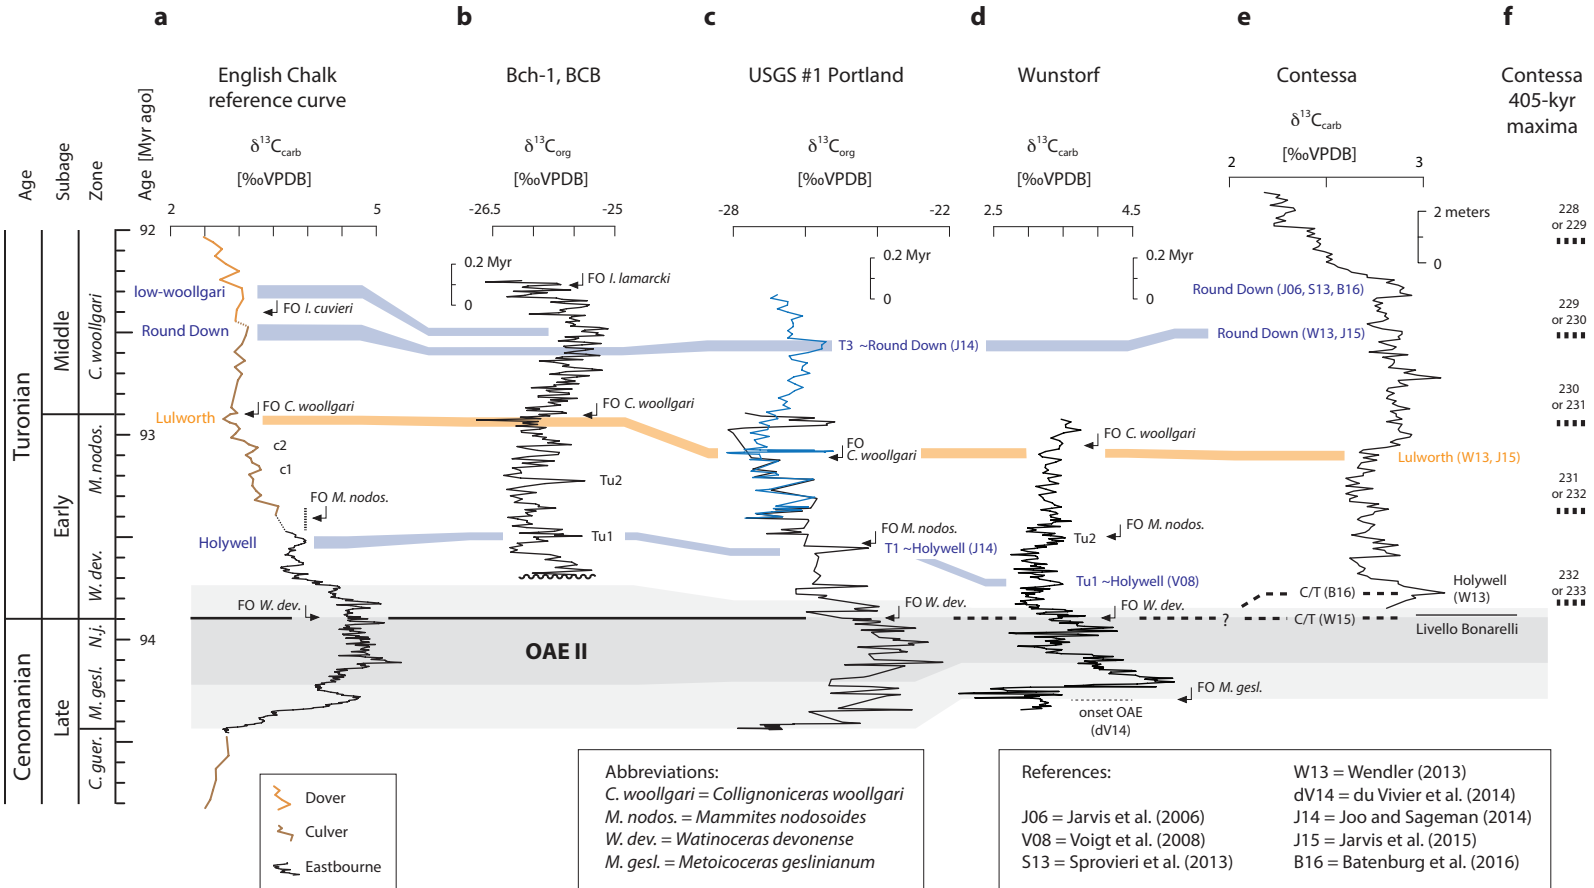 a b c d e f
English Chalk
reference curve
Bch-1, BCB
USGS #1 Portland
Wunstorf
Contessa
Contessa
405-kyr
maxima
Age
Subage
Zone
Age [Myr ago]
δ13Ccarb
[‰VPDB]
2 5
δ13Corg
[‰VPDB]
-26.5 -25
δ13Corg
[‰VPDB]
-28 -22
δ13Ccarb
[‰VPDB]
2.5 4.5
δ13Ccarb
[‰VPDB]
2 3
92
93
94
Turonian
Cenomanian
Middle
Early
Late
C. woollgari
M. nodos.
W. dev.
N.j.
M. gesl.
C. guer.
low-woollgari
FO I. cuvieri
Round Down
FO C. woollgari
Lulworth
c2
c1
FO M. nodos.
Holywell
FO W. dev.
0.2 Myr
0
FO I. lamarcki
FO C. woollgari
Tu2
Tu1
OAE II
0.2 Myr
0
T3 ~Round Down (J14)
FO
C. woollgari
FO M. nodos.
T1 ~Holywell (J14)
FO W. dev.
0.2 Myr
0
FO C. woollgari
FO M. nodos.
Tu2
Tu1 ~Holywell (V08)
FO W. dev.
FO M. gesl.
onset OAE
(dV14)
2 meters
0
Round Down (J06, S13, B16)
Round Down (W13, J15)
Lulworth (W13, J15)
C/T (B16)
Holywell
(W13)
?
C/T (W15)
Livello Bonarelli
228
or 229
229
or 230
230
or 231
231
or 232
232
or 233
Dover
Culver
Eastbourne
Abbreviations:
C. woollgari = Collignoniceras woollgari
M. nodos. = Mammites nodosoides
W. dev. = Watinoceras devonense
M. gesl. = Metoicoceras geslinianum
References:
J06 = Jarvis et al. (2006)
V08 = Voigt et al. (2008)
S13 = Sprovieri et al. (2013)
W13 = Wendler (2013)
dV14 = du Vivier et al. (2014)
J14 = Joo and Sageman (2014)
J15 = Jarvis et al. (2015)
B16 = Batenburg et al. (2016)